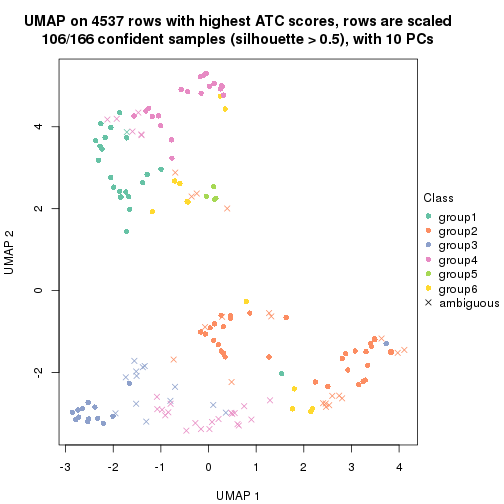 UMAP on 4537 rows with highest ATC scores, rows are scaled
106/166 confident samples (silhouette > 0.5), with 10 PCs
4
2
0
-2
UMAP 2
-3
-2
-1
0
1
2
3
4
UMAP 1
Class
group1
group2
group3
group4
group5
group6
ambiguous